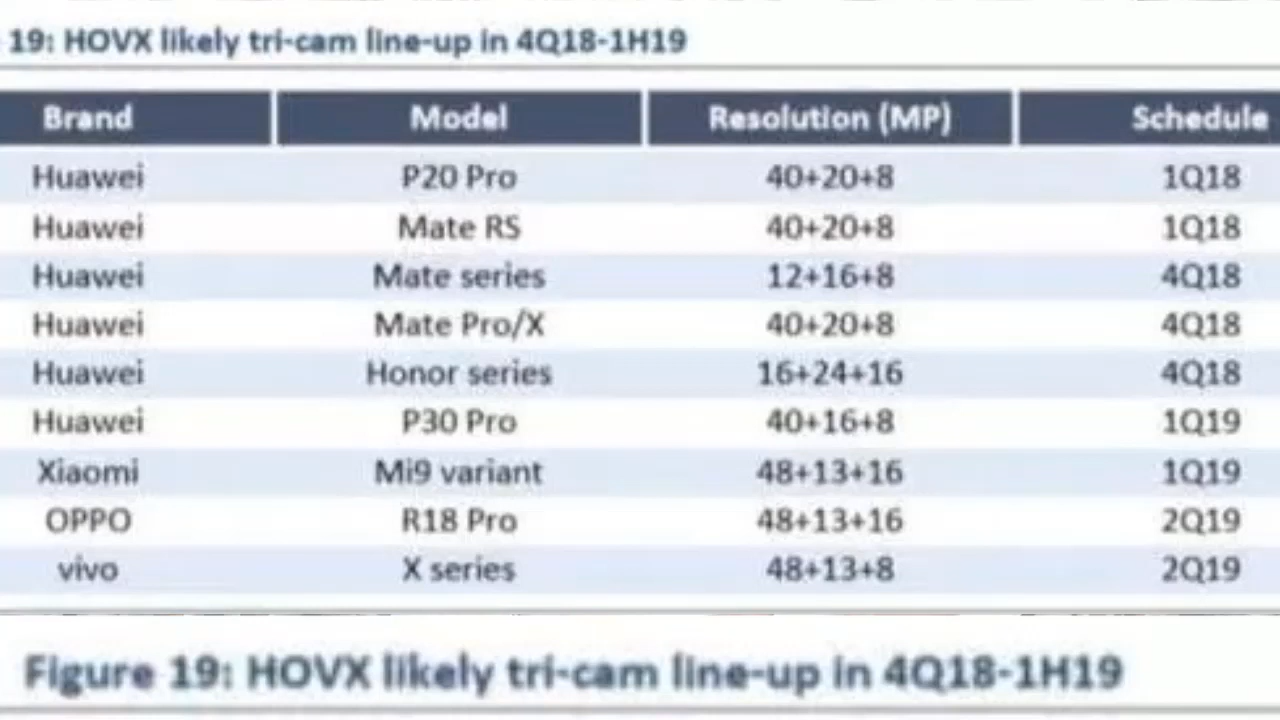 19: HOVX likely tri-cam line-up in 4Q18-1H19
Brand Model Resolution (MP) Schedule
Huawei P20 Pro 40+20+8 1Q18
Huawei Mate RS 40+20+8 1Q18
Huawei Mate series 12+16+8 4Q18
Huawei Mate Pro/X 40+20+8 4Q18
Huawei Honor series 16+24+16 4Q18
Huawei P30 Pro 40+16+8 1Q19
Xiaomi Mi9 variant 48+13+16 1Q19
OPPO R18 Pro 48+13+16 2Q19
vivo X series 48+13+8 2Q19
Figure 19: HOVX likely tri-cam line-up in 4Q18-1H19